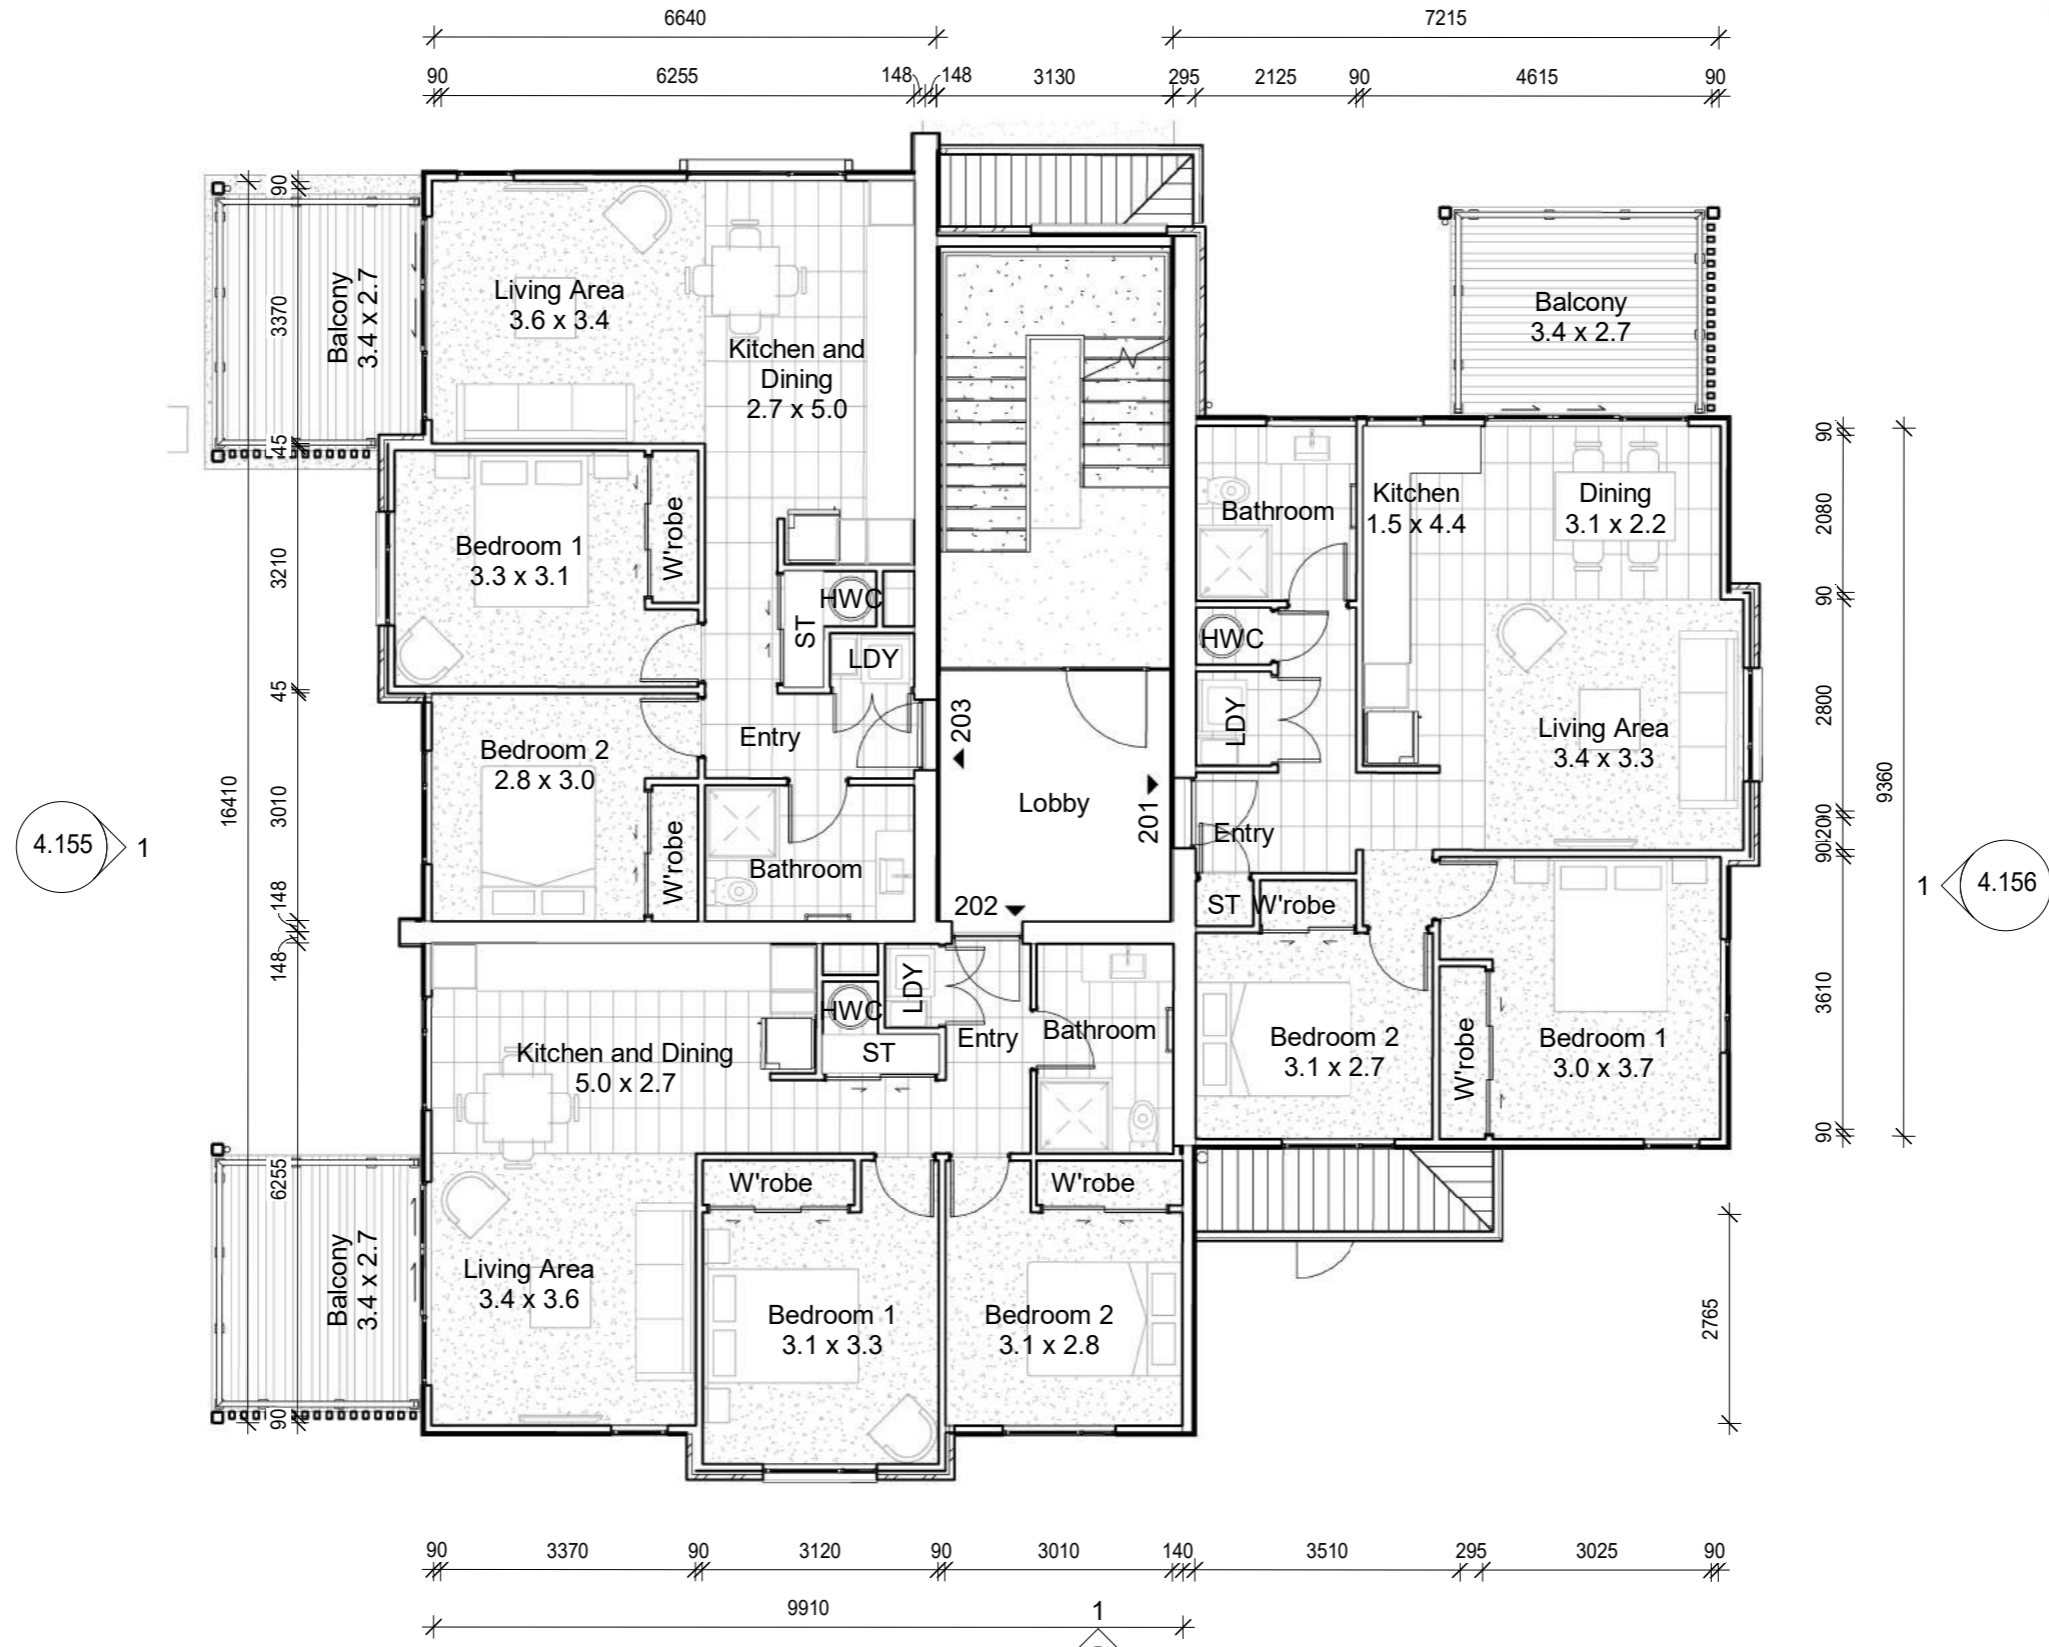 6640
7215
90
6255
148
148
3130
295
2125
90
4615
90
90
3370
45
3210
45
3010
148
148
6255
90
16410
Balcony
3.4 x 2.7
Living Area
3.6 x 3.4
Kitchen and
Dining
2.7 x 5.0
Bedroom 1
3.3 x 3.1
W'robe
HWC
ST
LDY
Bedroom 2
2.8 x 3.0
W'robe
Entry
Bathroom
203
Lobby
201
202
Balcony
3.4 x 2.7
Bathroom
Kitchen
1.5 x 4.4
Dining
3.1 x 2.2
HWC
LDY
Living Area
3.4 x 3.3
Entry
ST
W'robe
Bedroom 2
3.1 x 2.7
W'robe
Bedroom 1
3.0 x 3.7
Kitchen and Dining
5.0 x 2.7
HWC
LDY
ST
Entry
Bathroom
Balcony
3.4 x 2.7
Living Area
3.4 x 3.6
W'robe
Bedroom 1
3.1 x 3.3
W'robe
Bedroom 2
3.1 x 2.8
90
2080
90
2800
120
90
3610
90
9360
2765
4.155
1
1
4.156
90
3370
90
3120
90
3010
140
3510
295
3025
90
9910
1